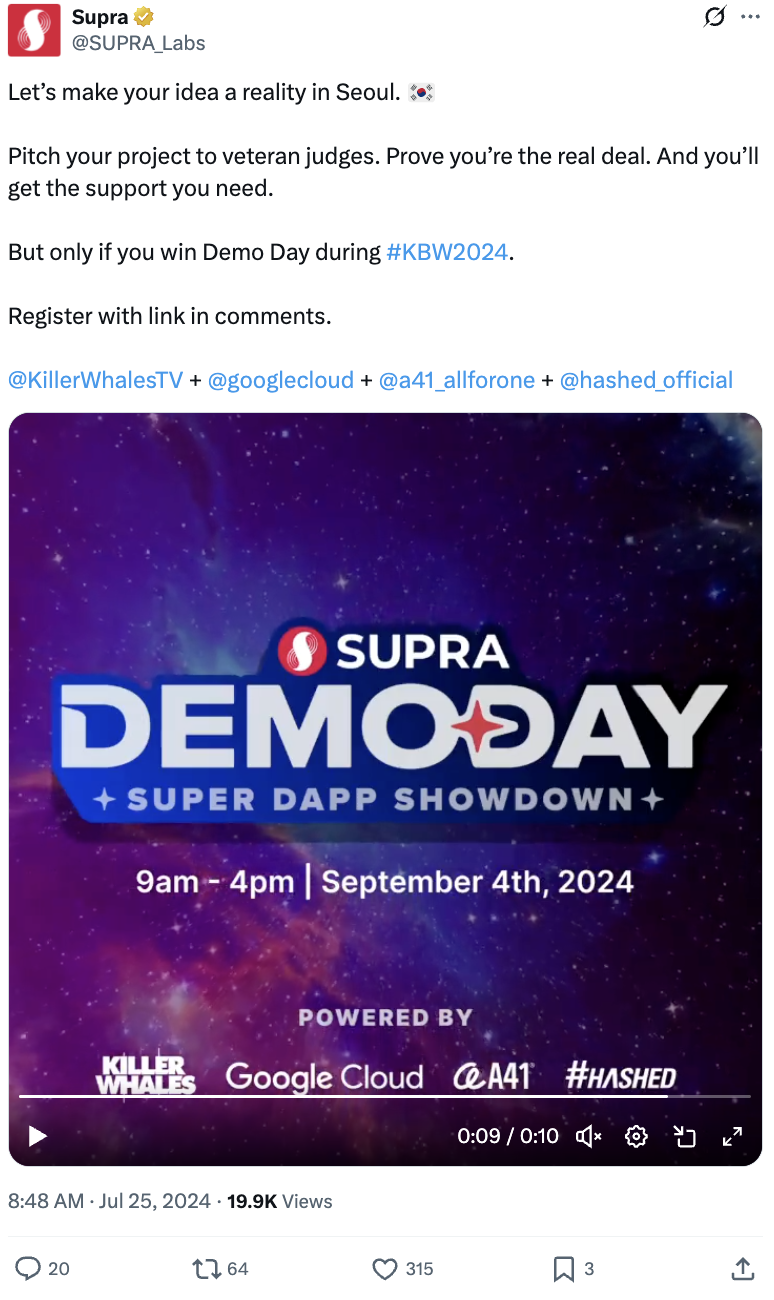 Supra
@SUPRA_Labs
Let’s make your idea a reality in Seoul. 🇰🇷
Pitch your project to veteran judges. Prove you’re the real deal. And you’ll
get the support you need.
But only if you win Demo Day during #KBW2024.
Register with link in comments.
@KillerWhalesTV + @googlecloud + @a41_allforone + @hashed_official
SUPRA
DEMODAY
SUPER DAPP SHOWDOWN
9am - 4pm | September 4th, 2024
POWERED BY
KILLER WHALES Google Cloud A41 #HASHED
0:09 / 0:10
8:48 AM · Jul 25, 2024 · 19.9K Views
20 64 315 3